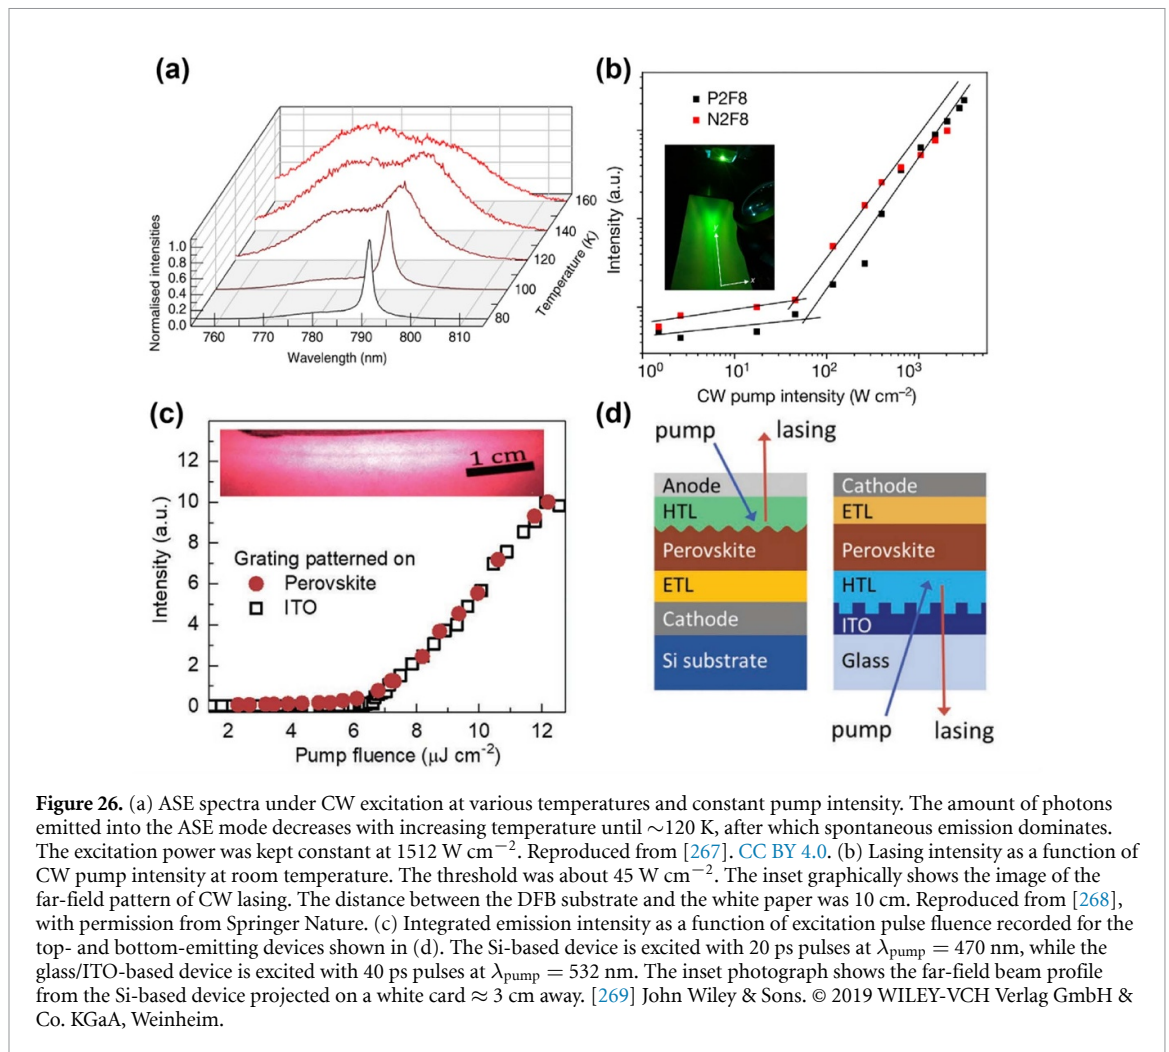 (a)
Normalised intensities
1.0
0.8
0.6
0.4
0.2
0.0
760
770
780
790
800
810
Wavelength (nm)
80
100
120
140
160
Temperature (K)
(b)
P2F8
N2F8
y
x
Intensity (a.u.)
10⁰
10¹
10²
10³
CW pump intensity (W cm⁻²)
(c)
1 cm
Grating patterned on
Perovskite
ITO
Intensity (a.u.)
12
10
8
6
4
2
0
2
4
6
8
10
12
Pump fluence (μJ cm⁻²)
(d)
pump
lasing
Anode
HTL
Perovskite
ETL
Cathode
Si substrate
Cathode
ETL
Perovskite
HTL
ITO
Glass
pump
lasing
Figure 26. (a) ASE spectra under CW excitation at various temperatures and constant pump intensity. The amount of photons
emitted into the ASE mode decreases with increasing temperature until ∼120 K, after which spontaneous emission dominates.
The excitation power was kept constant at 1512 W cm⁻². Reproduced from [267]. CC BY 4.0. (b) Lasing intensity as a function of
CW pump intensity at room temperature. The threshold was about 45 W cm⁻². The inset graphically shows the image of the
far-field pattern of CW lasing. The distance between the DFB substrate and the white paper was 10 cm. Reproduced from [268],
with permission from Springer Nature. (c) Integrated emission intensity as a function of excitation pulse fluence recorded for the
top- and bottom-emitting devices shown in (d). The Si-based device is excited with 20 ps pulses at λpump = 470 nm, while the
glass/ITO-based device is excited with 40 ps pulses at λpump = 532 nm. The inset photograph shows the far-field beam profile
from the Si-based device projected on a white card ≈ 3 cm away. [269] John Wiley & Sons. © 2019 WILEY-VCH Verlag GmbH &
Co. KGaA, Weinheim.